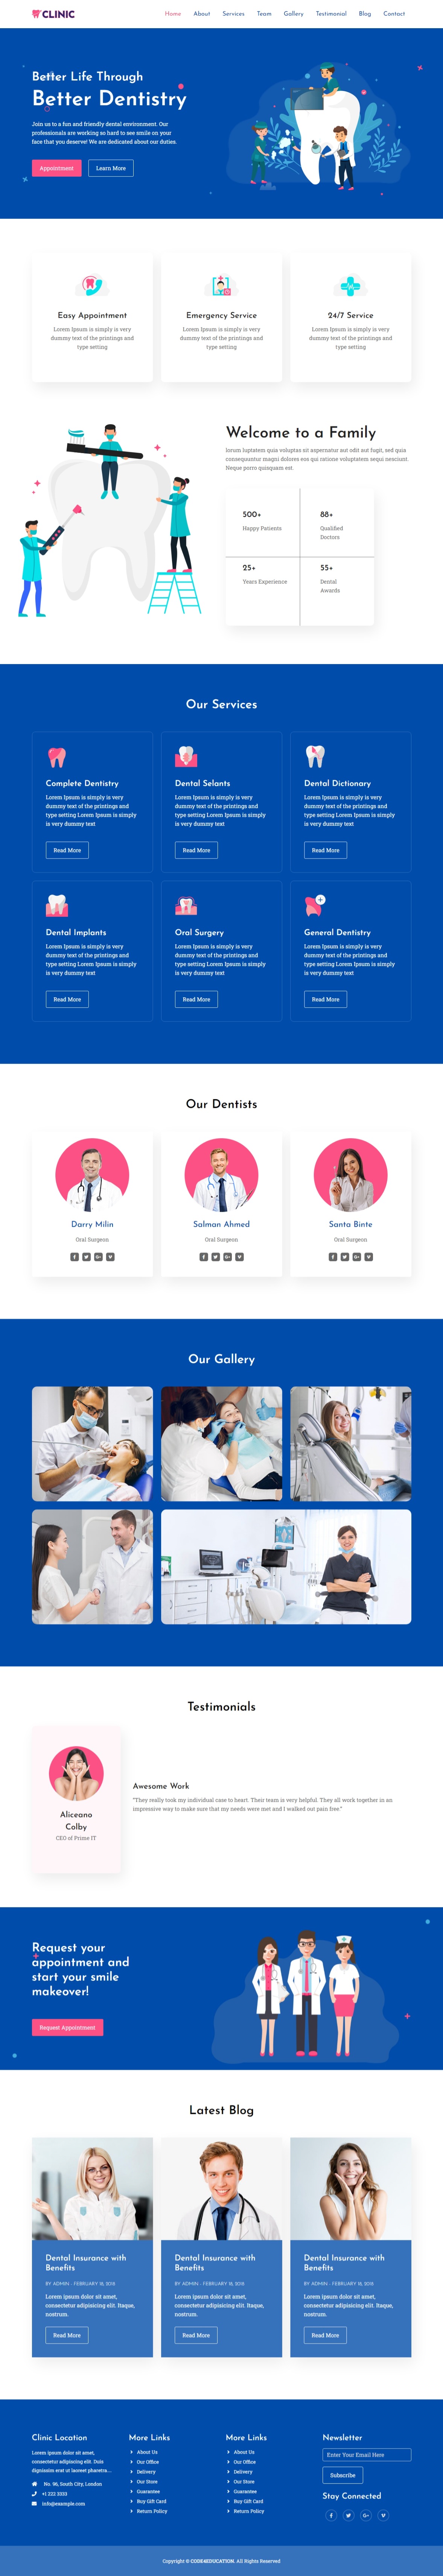 CLINIC
Home About Services Team Gallery Testimonial Blog Contact
Better Life Through
Better Dentistry
Join us to a fun and friendly dental environment. Our
professionals are working so hard to see smile on your
face that you deserve! We are dedicated about our duties.
Appointment Learn More
Easy Appointment
Lorem Ipsum is simply is very
dummy text of the printings and
type setting
Emergency Service
Lorem Ipsum is simply is very
dummy text of the printings and
type setting
24/7 Service
Lorem Ipsum is simply is very
dummy text of the printings and
type setting
Welcome to a Family
lorum luptatem quia voluptas sit aspernatur aut odit aut fugit, sed quia
consequuntur magni dolores eos qui ratione voluptatem sequi nesciunt.
Neque porro quisquam est.
500+
Happy Patients
88+
Qualified
Doctors
25+
Years Experience
55+
Dental
Awards
Our Services
Complete Dentistry
Lorem Ipsum is simply is very
dummy text of the printings and
type setting Lorem Ipsum is simply
is very dummy text
Read More
Dental Selants
Lorem Ipsum is simply is very
dummy text of the printings and
type setting Lorem Ipsum is simply
is very dummy text
Read More
Dental Dictionary
Lorem Ipsum is simply is very
dummy text of the printings and
type setting Lorem Ipsum is simply
is very dummy text
Read More
Dental Implants
Lorem Ipsum is simply is very
dummy text of the printings and
type setting Lorem Ipsum is simply
is very dummy text
Read More
Oral Surgery
Lorem Ipsum is simply is very
dummy text of the printings and
type setting Lorem Ipsum is simply
is very dummy text
Read More
General Dentistry
Lorem Ipsum is simply is very
dummy text of the printings and
type setting Lorem Ipsum is simply
is very dummy text
Read More
Our Dentists
Darry Milin
Oral Surgeon
Salman Ahmed
Oral Surgeon
Santa Binte
Oral Surgeon
Our Gallery
Testimonials
Aliceano
Colby
CEO of Prime IT
Awesome Work
"They really took my individual case to heart. Their team is very helpful. They all work together in an
impressive way to make sure that my needs were met and I walked out pain free."
Request your
appointment and
start your smile
makeover!
Request Appointment
Latest Blog
Dental Insurance with
Benefits
BY ADMIN - FEBRUARY 18,
Lorem ipsum dolor sit amet,
consectetur adipisicing elit. Itaque,
nostrum.
Read More
Dental Insurance with
Benefits
BY ADMIN - FEBRUARY 18,
Lorem ipsum dolor sit amet,
consectetur adipisicing elit. Itaque,
nostrum.
Read More
Dental Insurance with
Benefits
BY ADMIN - FEBRUARY 18,
Lorem ipsum dolor sit amet,
consectetur adipisicing elit. Itaque,
nostrum.
Read More
Clinic Location
Lorem ipsum dolor sit amet,
consectetur adipiscing elit. Duis
dignissim erat ut laoreet pharetra....
No. 96, South City, London
+1 222 3333
info@example.com
More Links
About Us
Our Office
Delivery
Our Store
Guarantee
Buy Gift Card
Return Policy
More Links
About Us
Our Office
Delivery
Our Store
Guarantee
Buy Gift Card
Return Policy
Newsletter
Enter Your Email Here
Subscribe
Stay Connected
Copyright © CODE4EDUCATION. All Rights Reserved